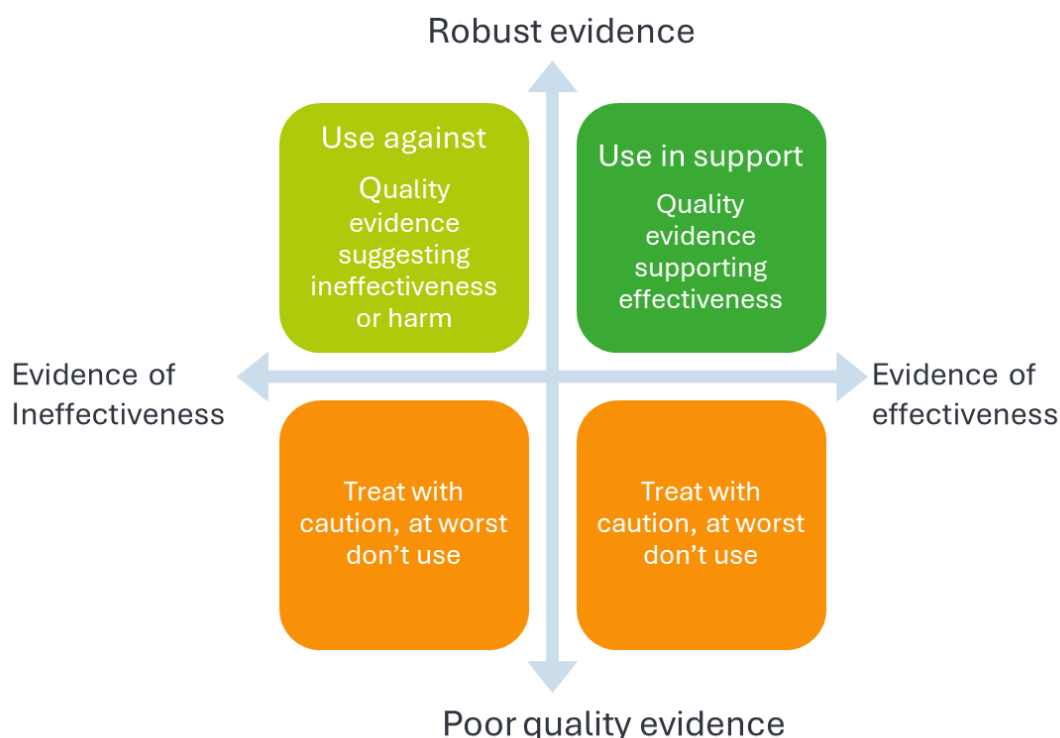 Robust evidence
Use against
Quality
evidence
suggesting
ineffectiveness
or harm
Use in support
Quality
evidence
supporting
effectiveness
Evidence of
Ineffectiveness
Evidence of
effectiveness
Treat with
caution, at worst
don’t use
Treat with
caution, at worst
don’t use
Poor quality evidence